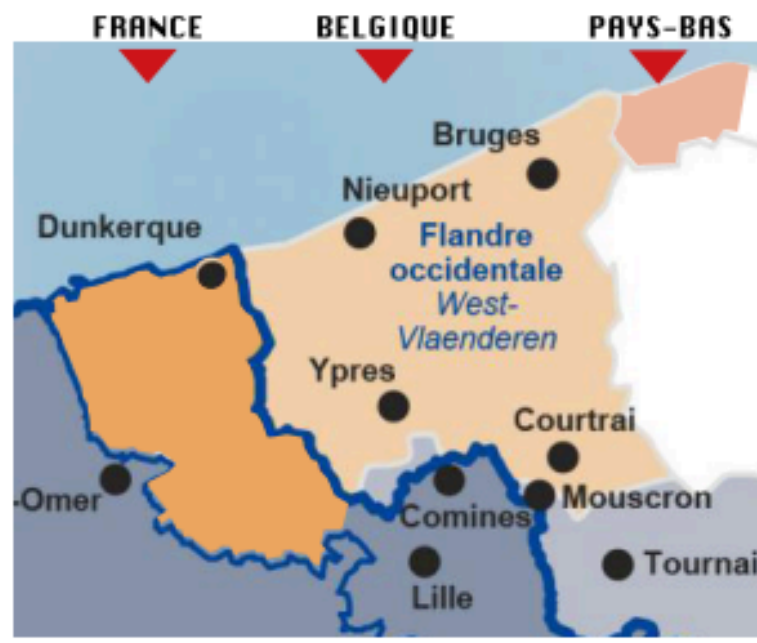 FRANCE
BELGIQUE
PAYS-BAS
Bruges
Nieuport
Dunkerque
Flandre
occidentale
West-
Vlaenderen
Ypres
Courtrai
-Omer
Comines
Mouscron
Tournai
Lille